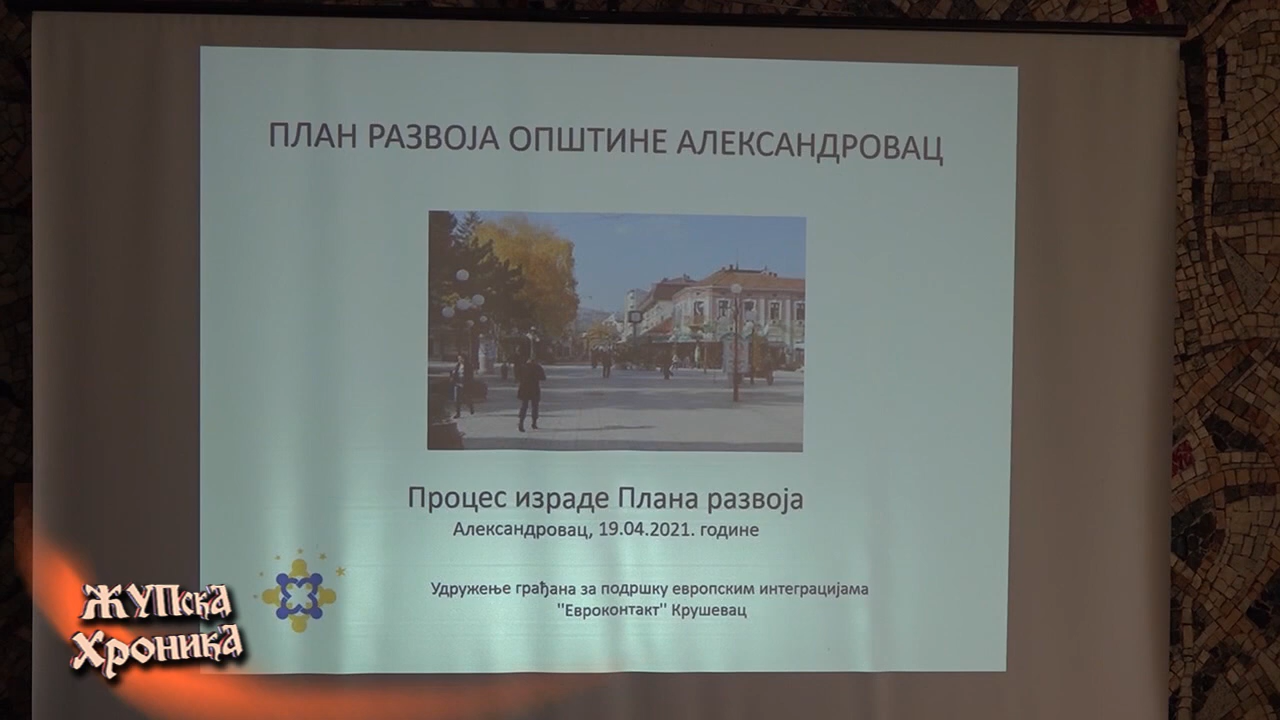 ПЛАН РАЗВОЈА ОПШТИНЕ АЛЕКСАНДРОВАЦ
Процес израде Плана развоја
Александровац, 19.04.2021. године
Удружење грађана за подршку европским интеграцијама
"Евроконтакт" Крушевац
ЖУПСКА
ХРОНИКА